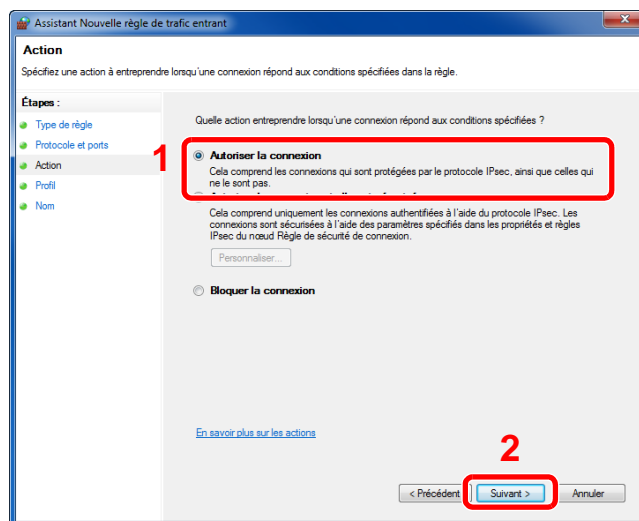 Assistant Nouvelle règle de trafic entrant
Action
Spécifiez une action à entreprendre lorsqu'une connexion répond aux conditions spécifiées dans la règle.
Étapes :
Type de règle
Protocole et ports
Action
Profil
Nom
Quelle action entreprendre lorsqu'une connexion répond aux conditions spécifiées ?
1
Autoriser la connexion
Cela comprend les connexions qui sont protégées par le protocole IPsec, ainsi que celles qui
ne le sont pas.
Cela comprend uniquement les connexions authentifiées à l'aide du protocole IPsec. Les
connexions sont sécurisées à l'aide des paramètres spécifiés dans les propriétés et règles
IPsec du nœud Règle de sécurité de connexion.
Personnaliser...
Bloquer la connexion
En savoir plus sur les actions
2
< Précédent
Suivant >
Annuler